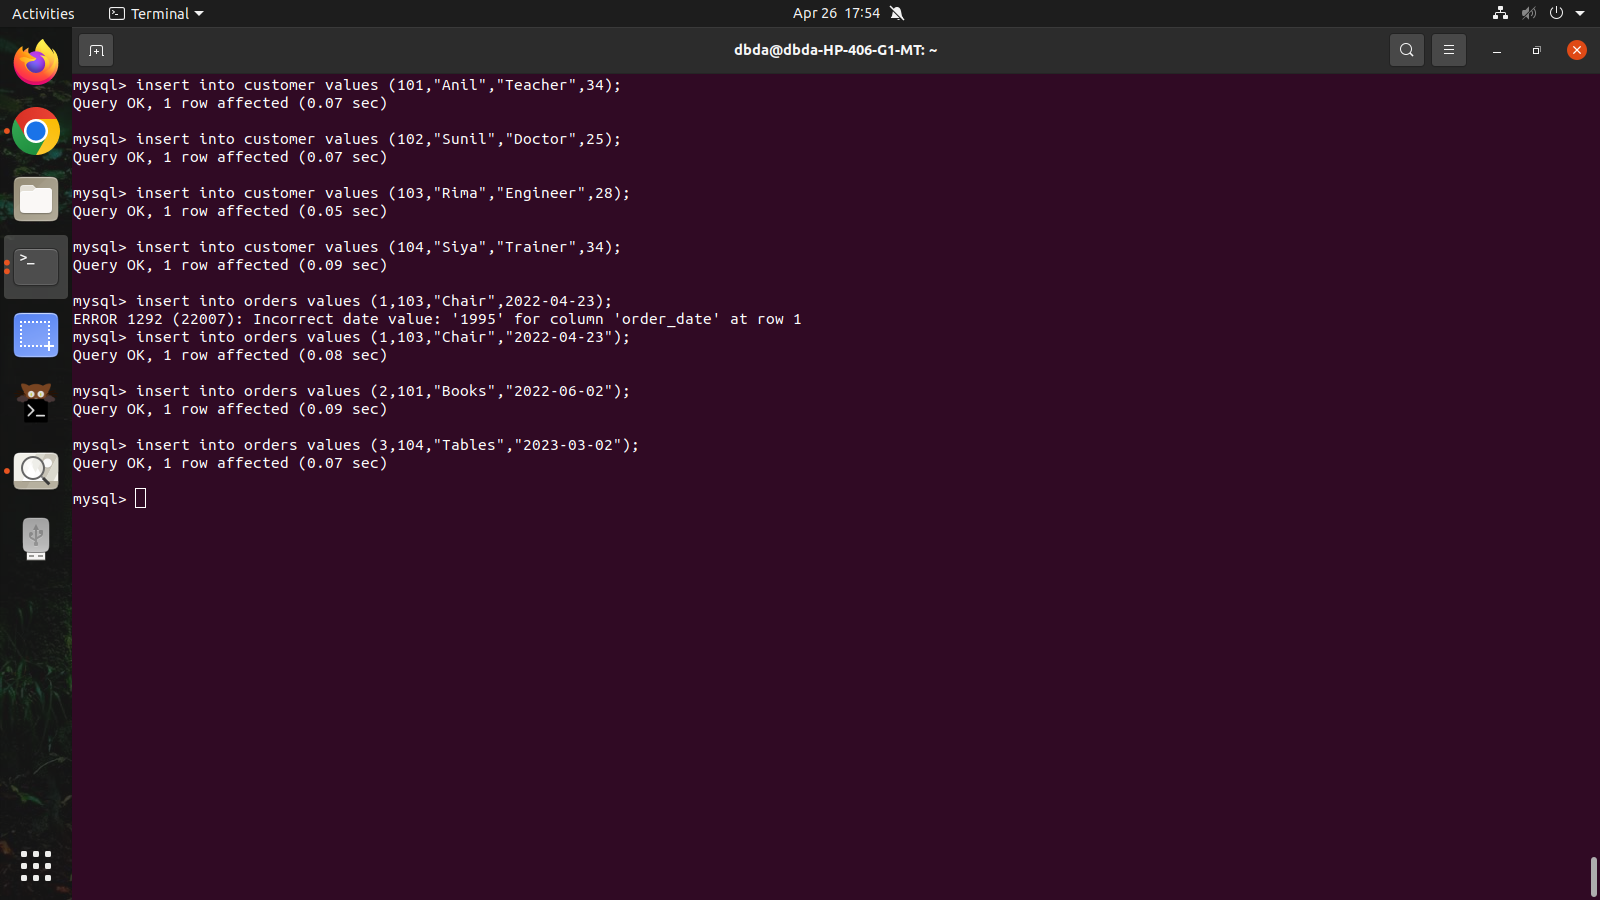 Activities Terminal Apr 26 17:54
dbda@dbda-HP-406-G1-MT: ~
mysql> insert into customer values (101,"Anil","Teacher",34);
Query OK, 1 row affected (0.07 sec)
mysql> insert into customer values (102,"Sunil","Doctor",25);
Query OK, 1 row affected (0.07 sec)
mysql> insert into customer values (103,"Rima","Engineer",28);
Query OK, 1 row affected (0.05 sec)
mysql> insert into customer values (104,"Siya","Trainer",34);
Query OK, 1 row affected (0.09 sec)
mysql> insert into orders values (1,103,"Chair",2022-04-23);
ERROR 1292 (22007): Incorrect date value: '1995' for column 'order_date' at row 1
mysql> insert into orders values (1,103,"Chair","2022-04-23");
Query OK, 1 row affected (0.08 sec)
mysql> insert into orders values (2,101,"Books","2022-06-02");
Query OK, 1 row affected (0.09 sec)
mysql> insert into orders values (3,104,"Tables","2023-03-02");
Query OK, 1 row affected (0.07 sec)
mysql>